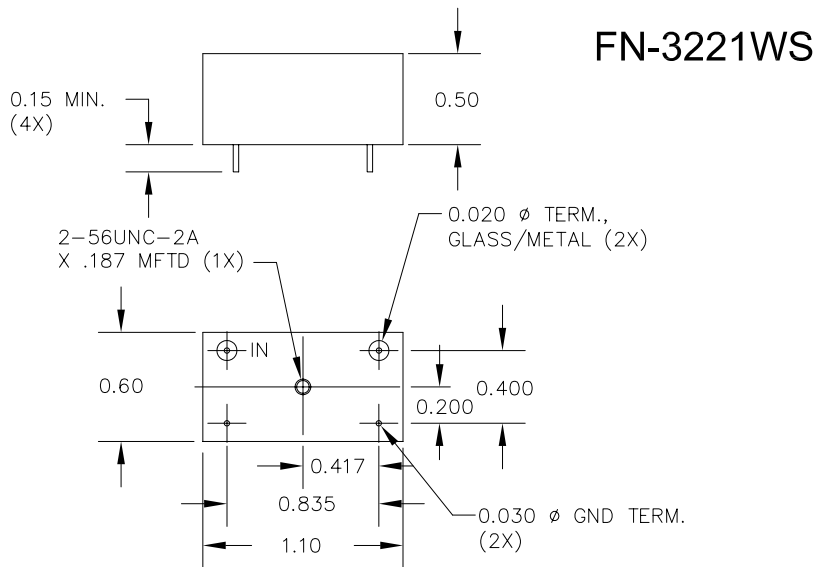 FN-3221WS
0.15 MIN.
(4X)
0.50
2-56UNC-2A
X .187 MFTD (1X)
0.020 ø TERM.,
GLASS/METAL (2X)
IN
0.60
0.400
0.200
0.417
0.835
1.10
0.030 ø GND TERM.
(2X)